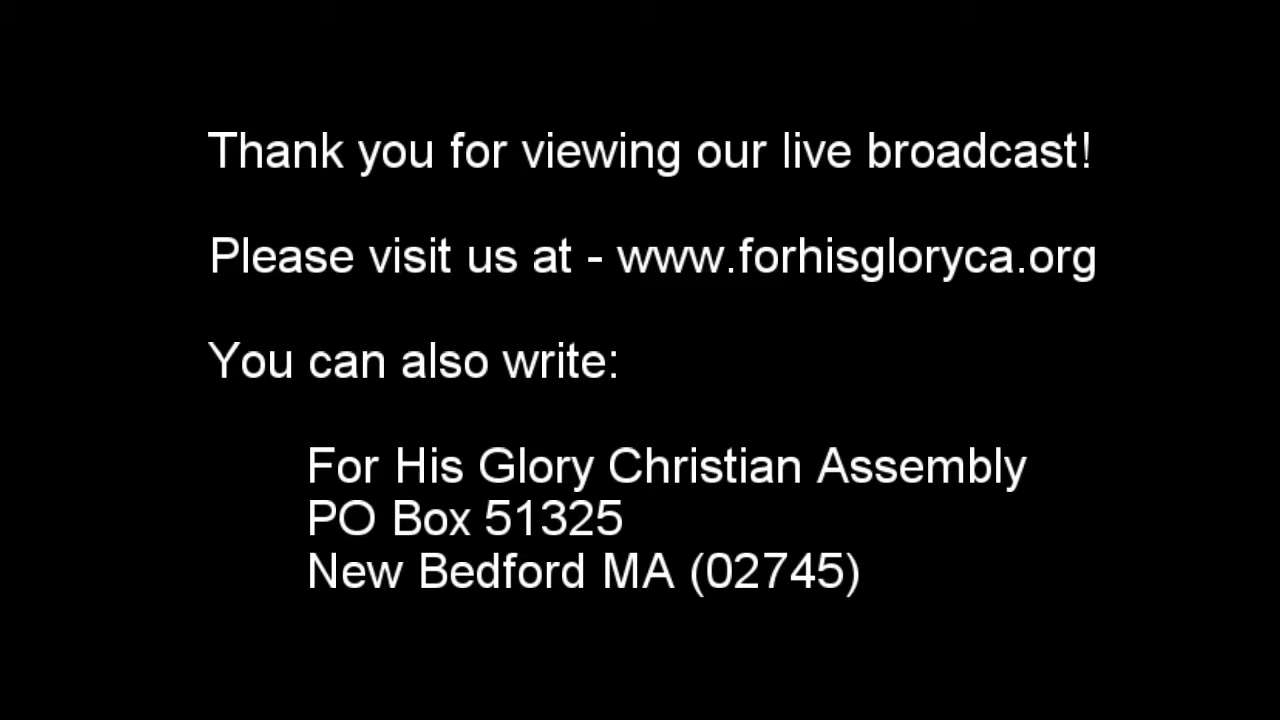 Thank you for viewing our live broadcast!
Please visit us at - www.forhisgloryca.org
You can also write:
For His Glory Christian Assembly
PO Box 51325
New Bedford MA (02745)